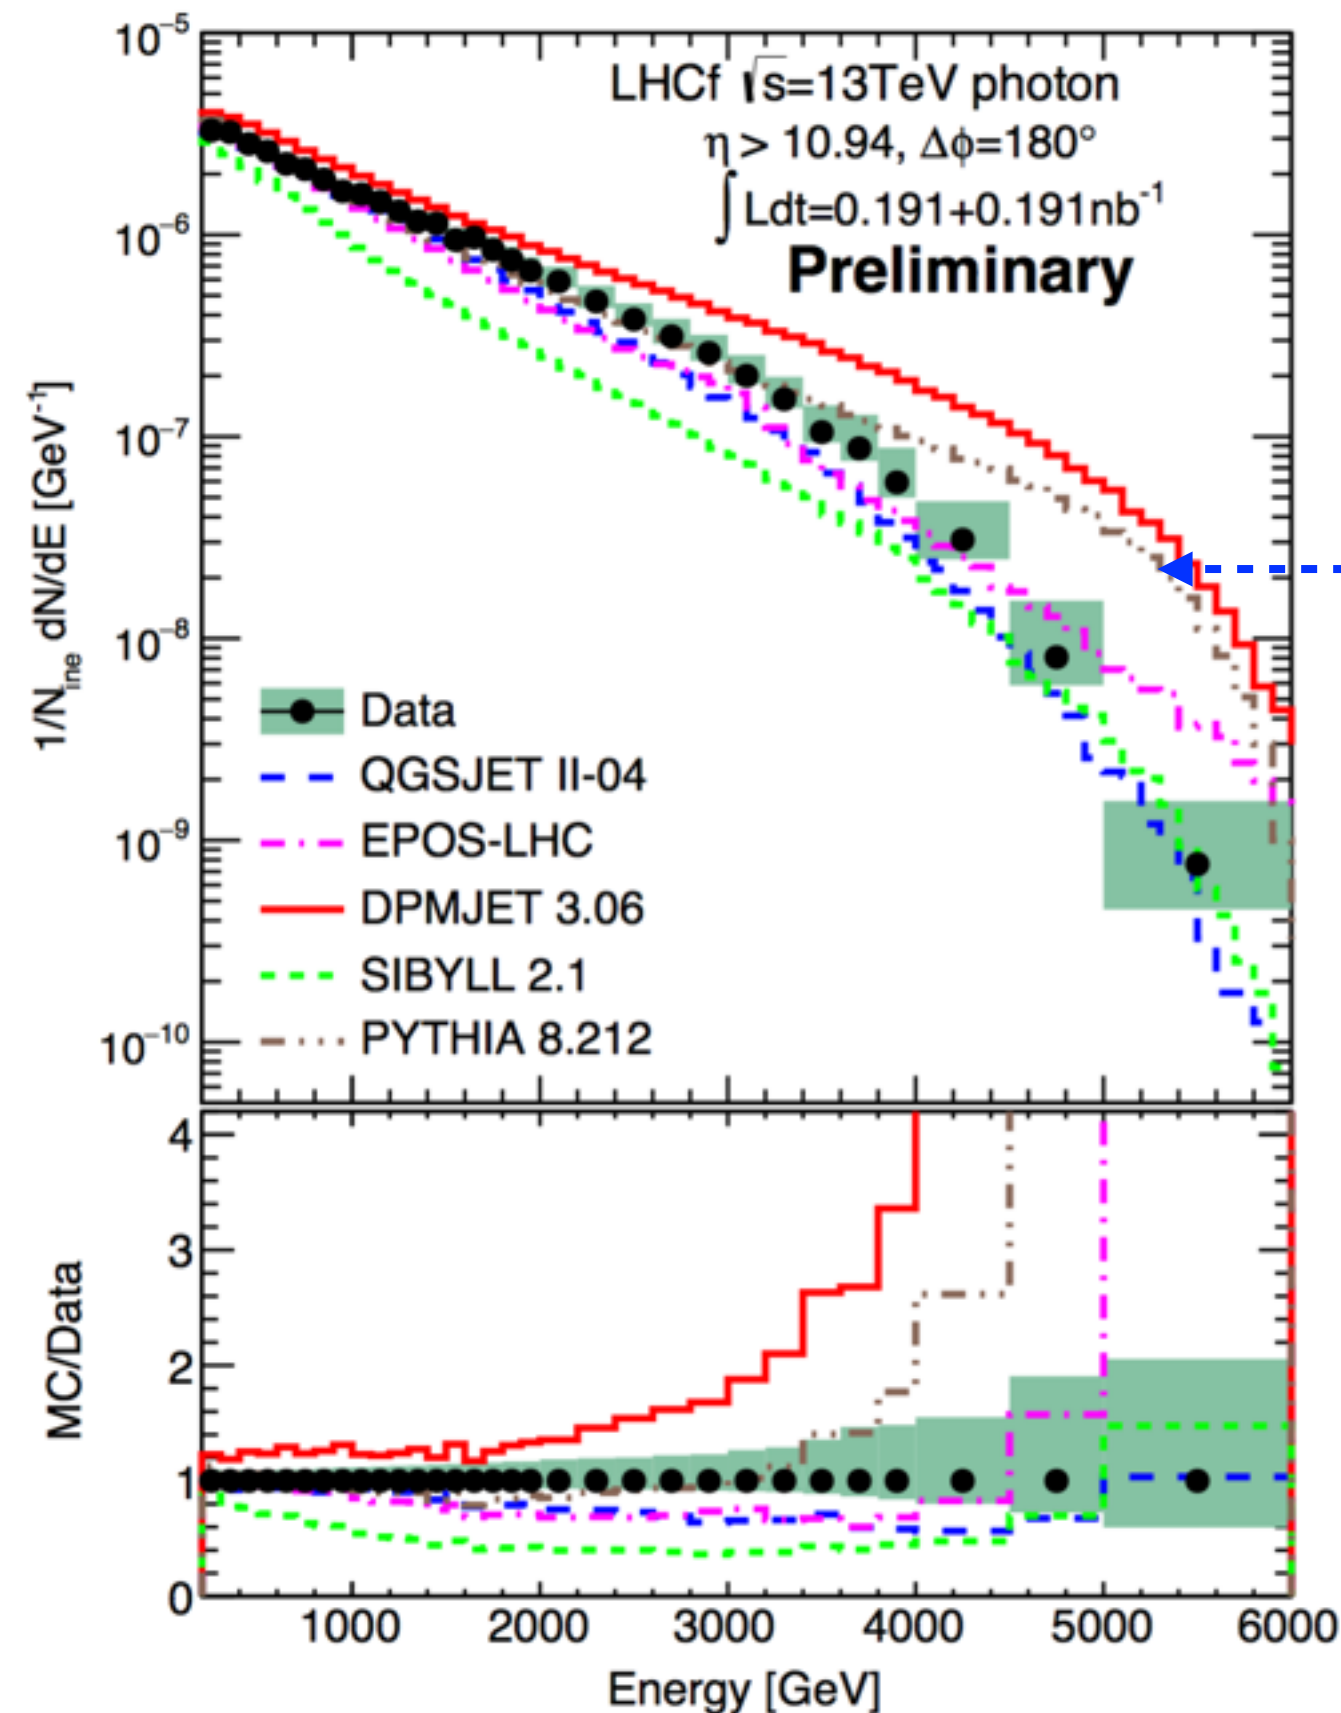 10⁻⁵
LHCf √s=13TeV photon
η > 10.94, Δϕ=180°
∫ Ldt=0.191+0.191nb⁻¹
Preliminary
10⁻⁶
10⁻⁷
10⁻⁸
10⁻⁹
10⁻¹⁰
1/N_ine dN/dE [GeV⁻¹]
Data
QGSJET II-04
EPOS-LHC
DPMJET 3.06
SIBYLL 2.1
PYTHIA 8.212
4
3
2
1
0
MC/Data
1000 2000 3000 4000 5000 6000
Energy [GeV]